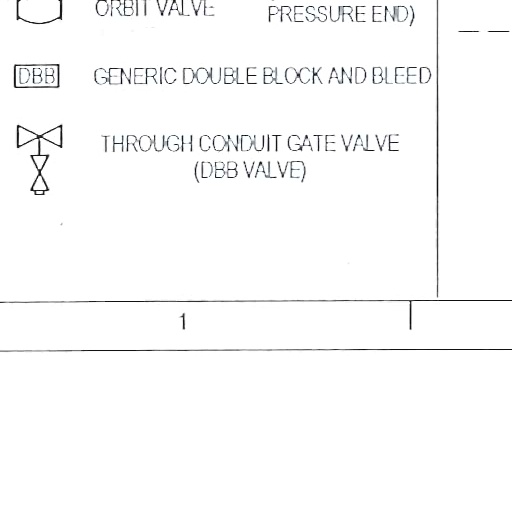 ORBIT VALVE PRESSURE END)
DBB GENERIC DOUBLE BLOCK AND BLEED
THROUGH CONDUIT GATE VALVE
(DBB VALVE)
1